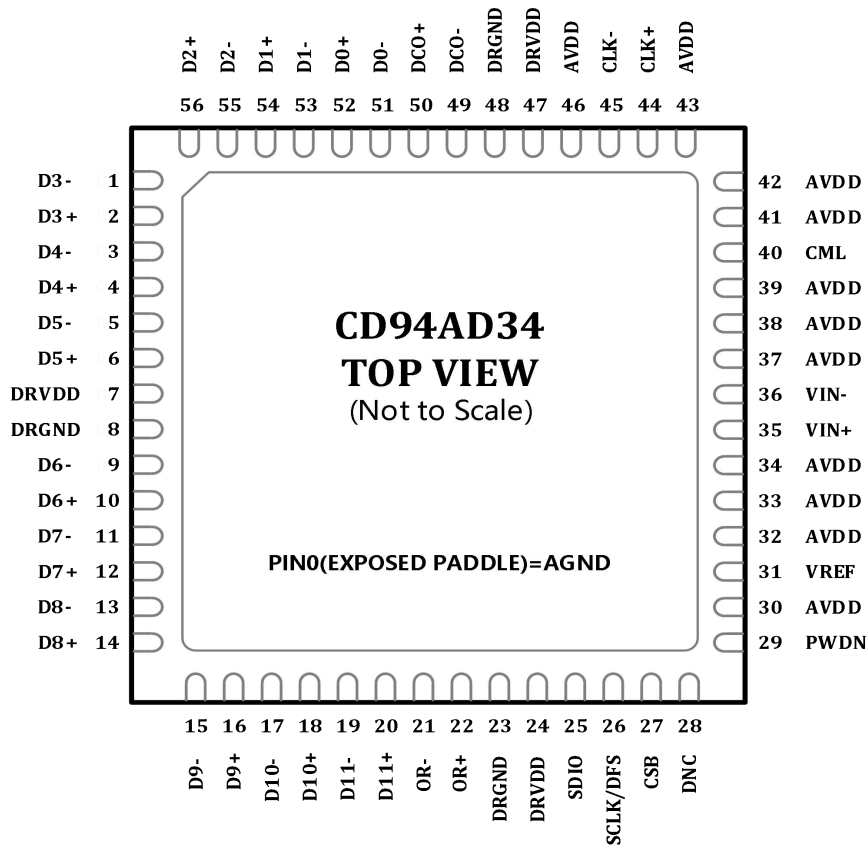 D2+ D2- D1+ D1- D0+ D0- DCO+ DCO- DRGND DRVDD AVDD CLK- CLK+ AVDD
56 55 54 53 52 51 50 49 48 47 46 45 44 43
D3- 1
D3+ 2
D4- 3
D4+ 4
D5- 5
D5+ 6
DRVDD 7
DRGND 8
D6- 9
D6+ 10
D7- 11
D7+ 12
D8- 13
D8+ 14
CD94AD34
TOP VIEW
(Not to Scale)
PIN0(EXPOSED PADDLE)=AGND
42 AVDD
41 AVDD
40 CML
39 AVDD
38 AVDD
37 AVDD
36 VIN-
35 VIN+
34 AVDD
33 AVDD
32 AVDD
31 VREF
30 AVDD
29 PWDN
15 16 17 18 19 20 21 22 23 24 25 26 27 28
D9- D9+ D10- D10+ D11- D11+ OR- OR+ DRGND DRVDD SDIO SCLK/DFS CSB DNC